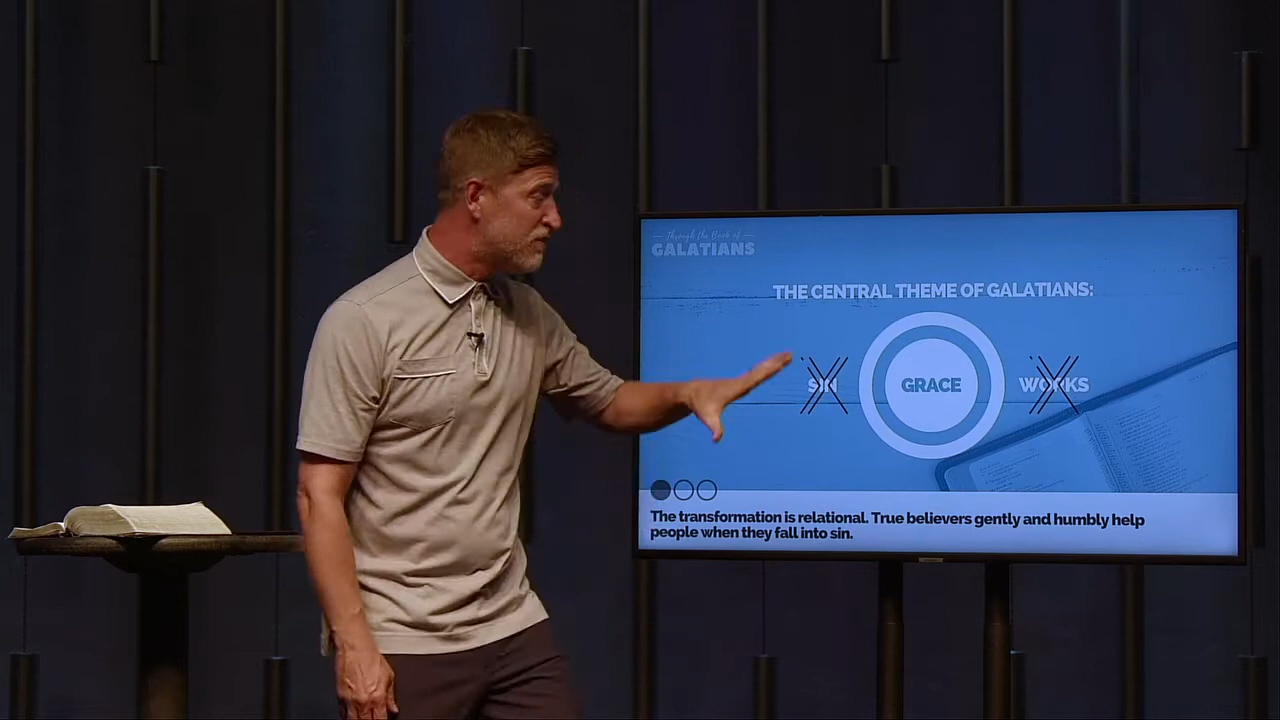 Through the Book of
GALATIANS
THE CENTRAL THEME OF GALATIANS:
SIN GRACE WORKS
The transformation is relational. True believers gently and humbly help
people when they fall into sin.